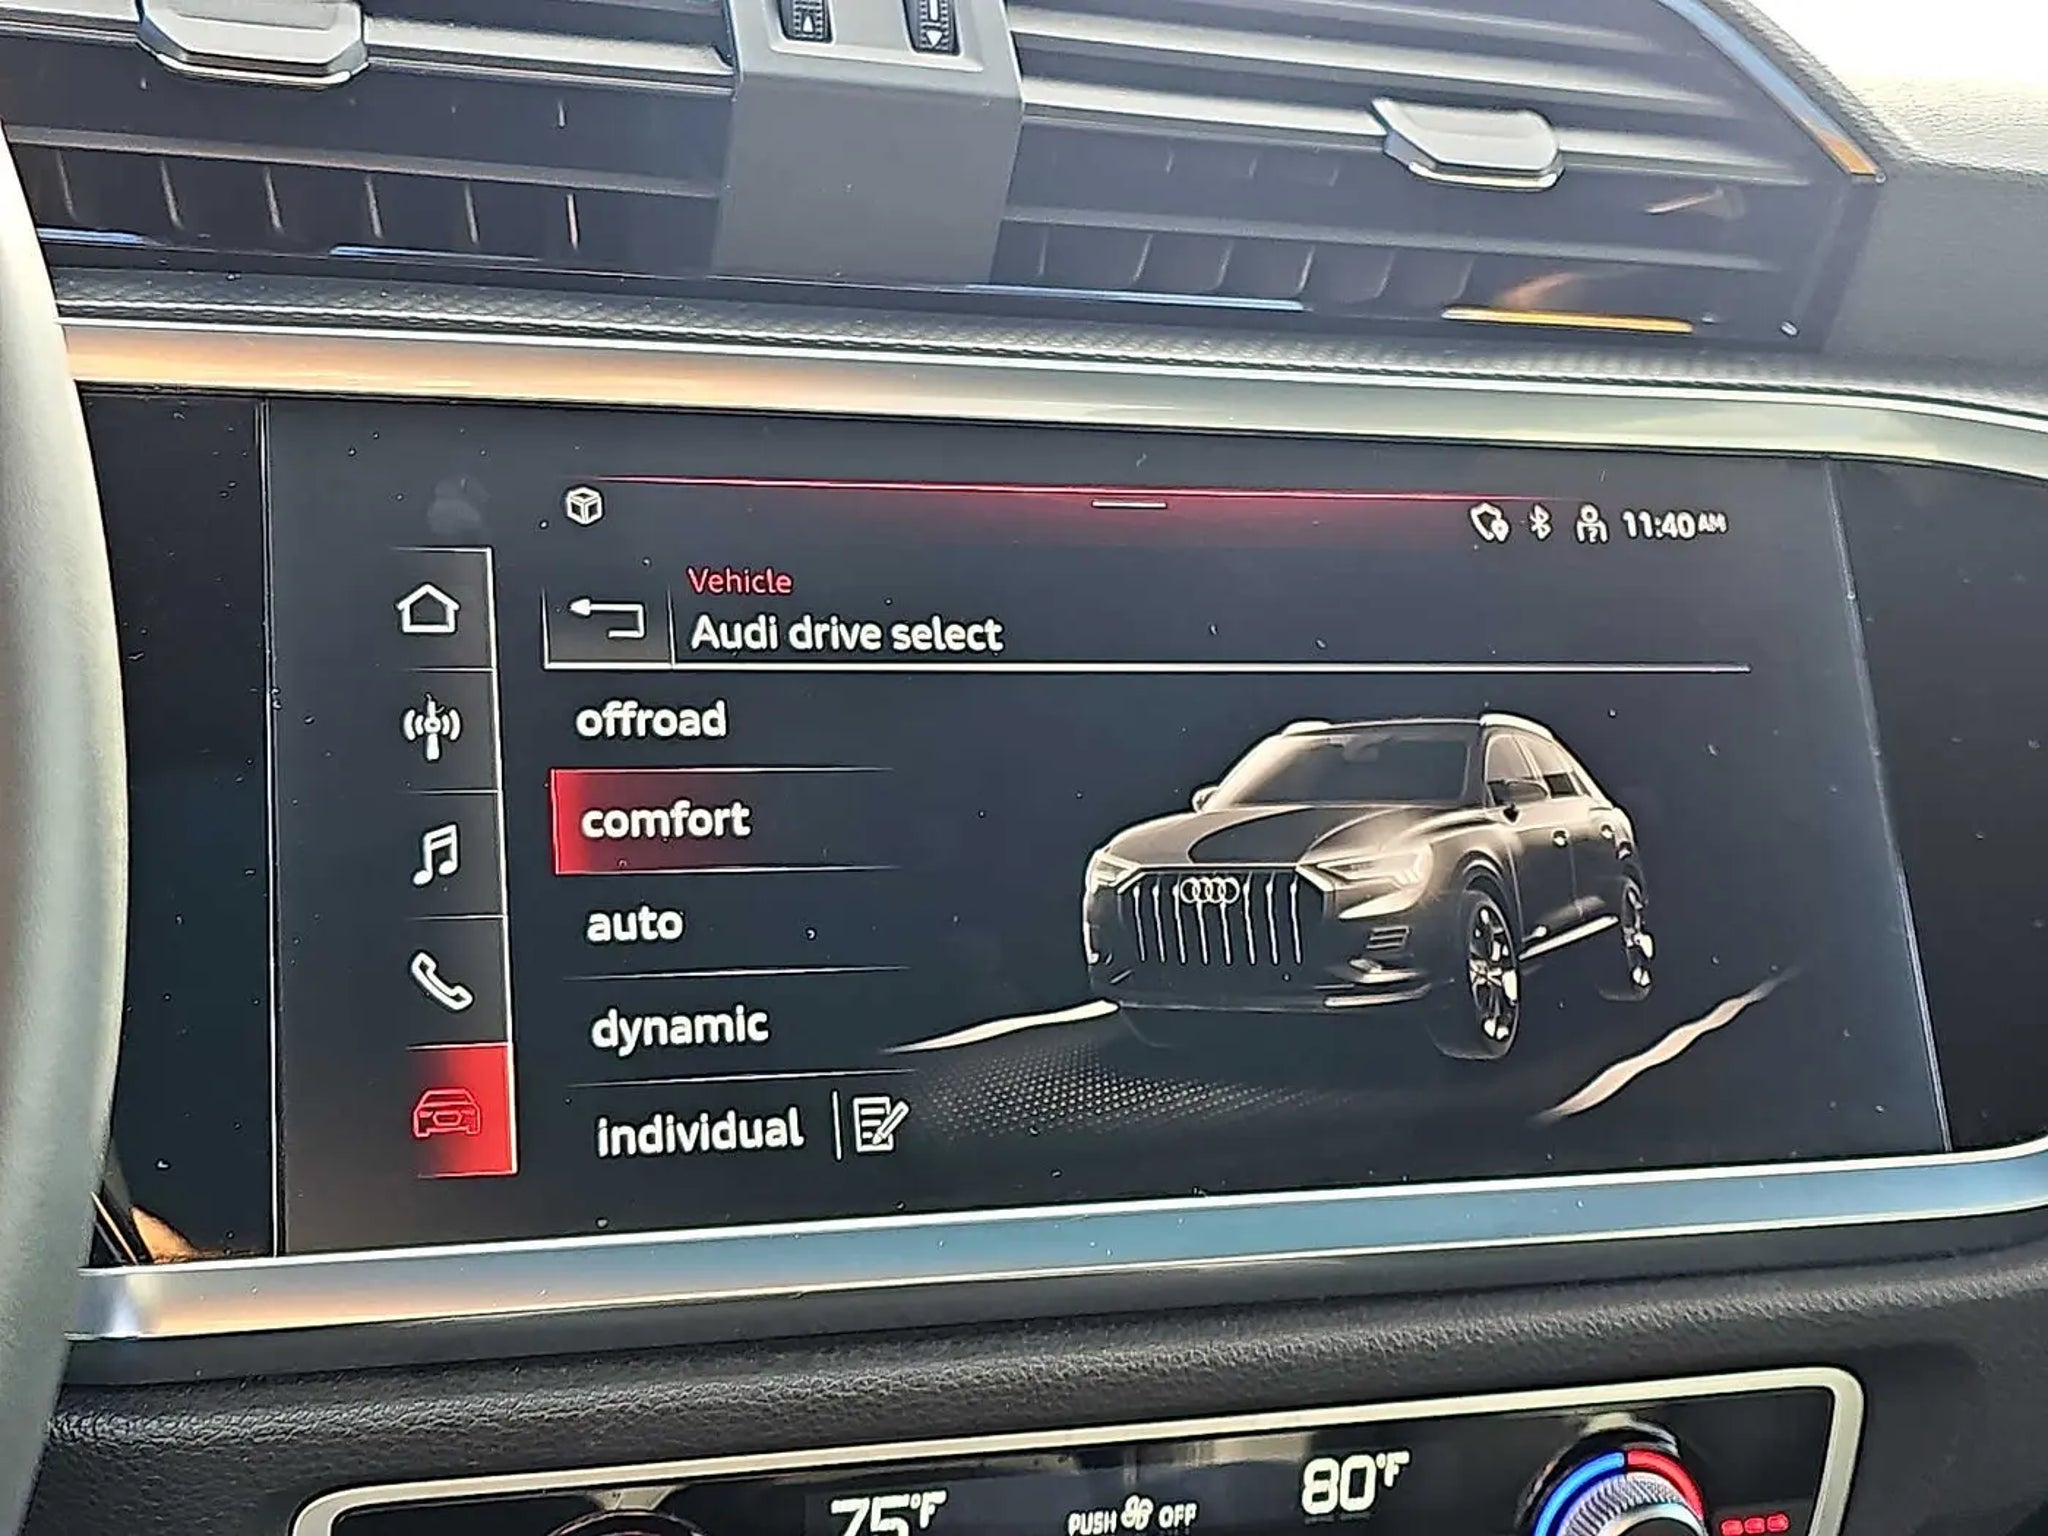 11:40 AM
Vehicle
Audi drive select
offroad
comfort
auto
dynamic
individual
75°F
PUSH OFF
80°F